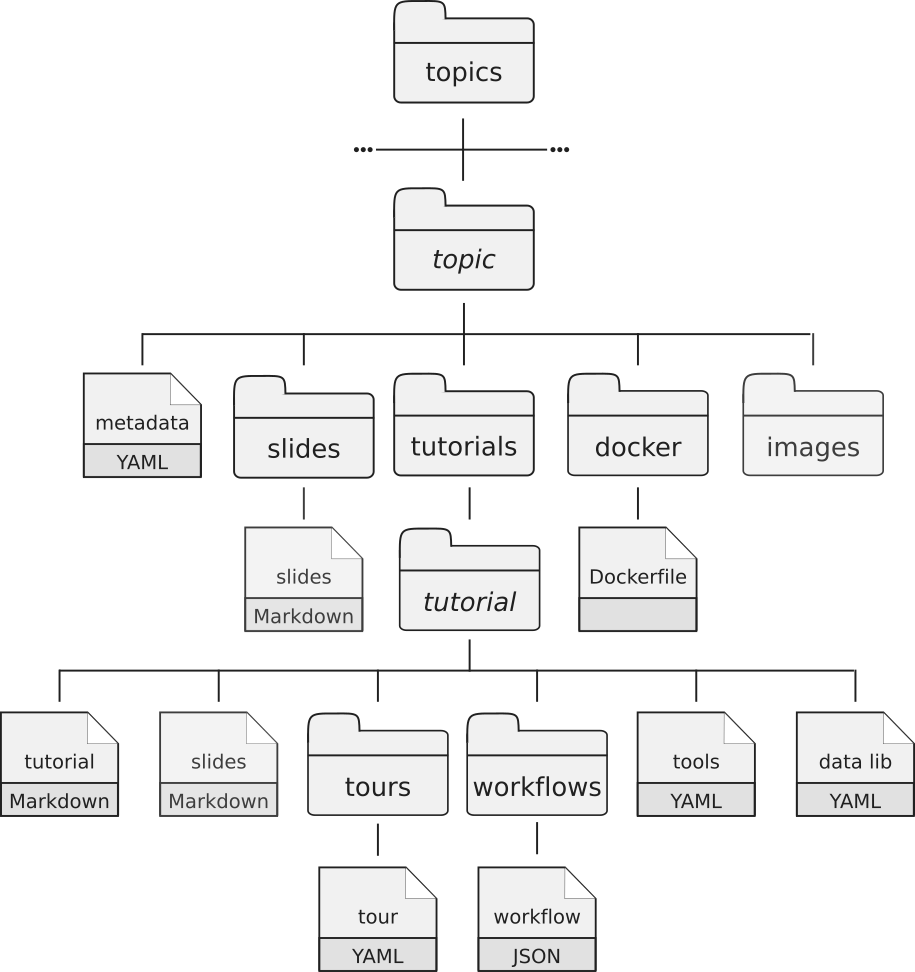 topics
••• •••
topic
metadata
YAML
slides
tutorials
docker
images
slides
Markdown
tutorial
Dockerfile
tutorial
Markdown
slides
Markdown
tours
workflows
tools
YAML
data lib
YAML
tour
YAML
workflow
JSON